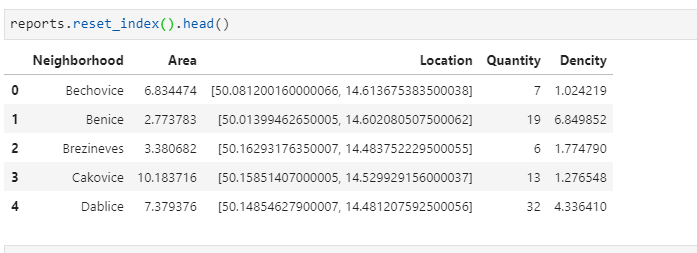 reports.reset_index().head()
Neighborhood Area Location Quantity Dencity
0 Bechovice 6.834474 [50.081200160000066, 14.613675383500038] 7 1.024219
1 Benice 2.773783 [50.01399462650005, 14.602080507500062] 19 6.849852
2 Brezineves 3.380682 [50.16293176350007, 14.483752229500055] 6 1.774790
3 Cakovice 10.183716 [50.15851407000005, 14.529929156000037] 13 1.276548
4 Dablice 7.379376 [50.14854627900007, 14.481207592500056] 32 4.336410